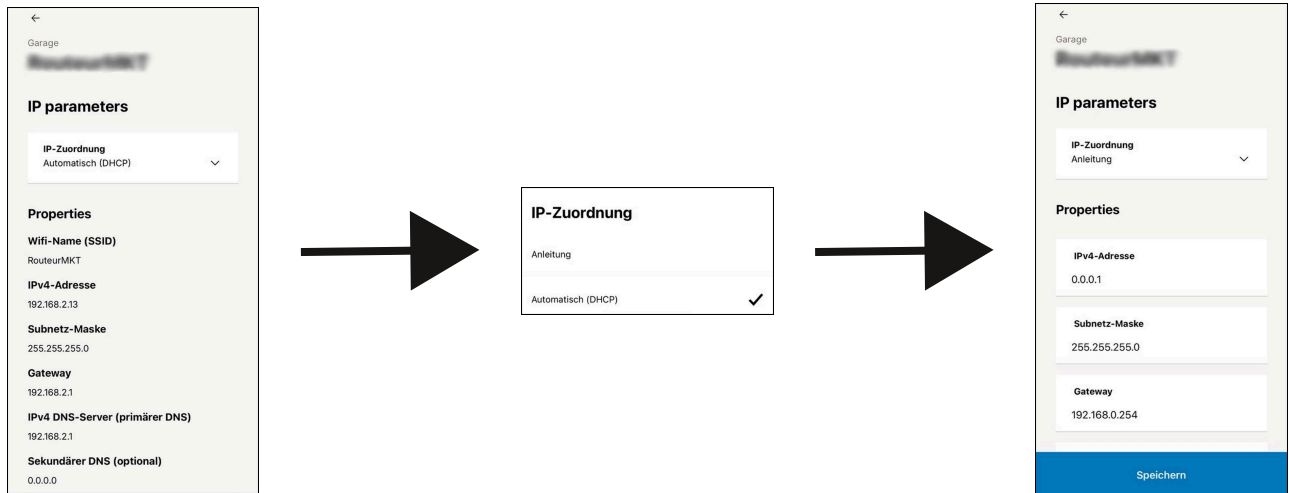 Garage
IP parameters
IP-Zuordnung
Automatisch (DHCP)
Properties
Wifi-Name (SSID)
RouteurMKT
IPv4-Adresse
192.168.2.13
Subnetz-Maske
255.255.255.0
Gateway
192.168.2.1
IPv4 DNS-Server (primärer DNS)
192.168.2.1
Sekundärer DNS (optional)
0.0.0.0
IP-Zuordnung
Anleitung
Automatisch (DHCP)
Garage
IP parameters
IP-Zuordnung
Anleitung
Properties
IPv4-Adresse
0.0.0.1
Subnetz-Maske
255.255.255.0
Gateway
192.168.0.254
Speichern